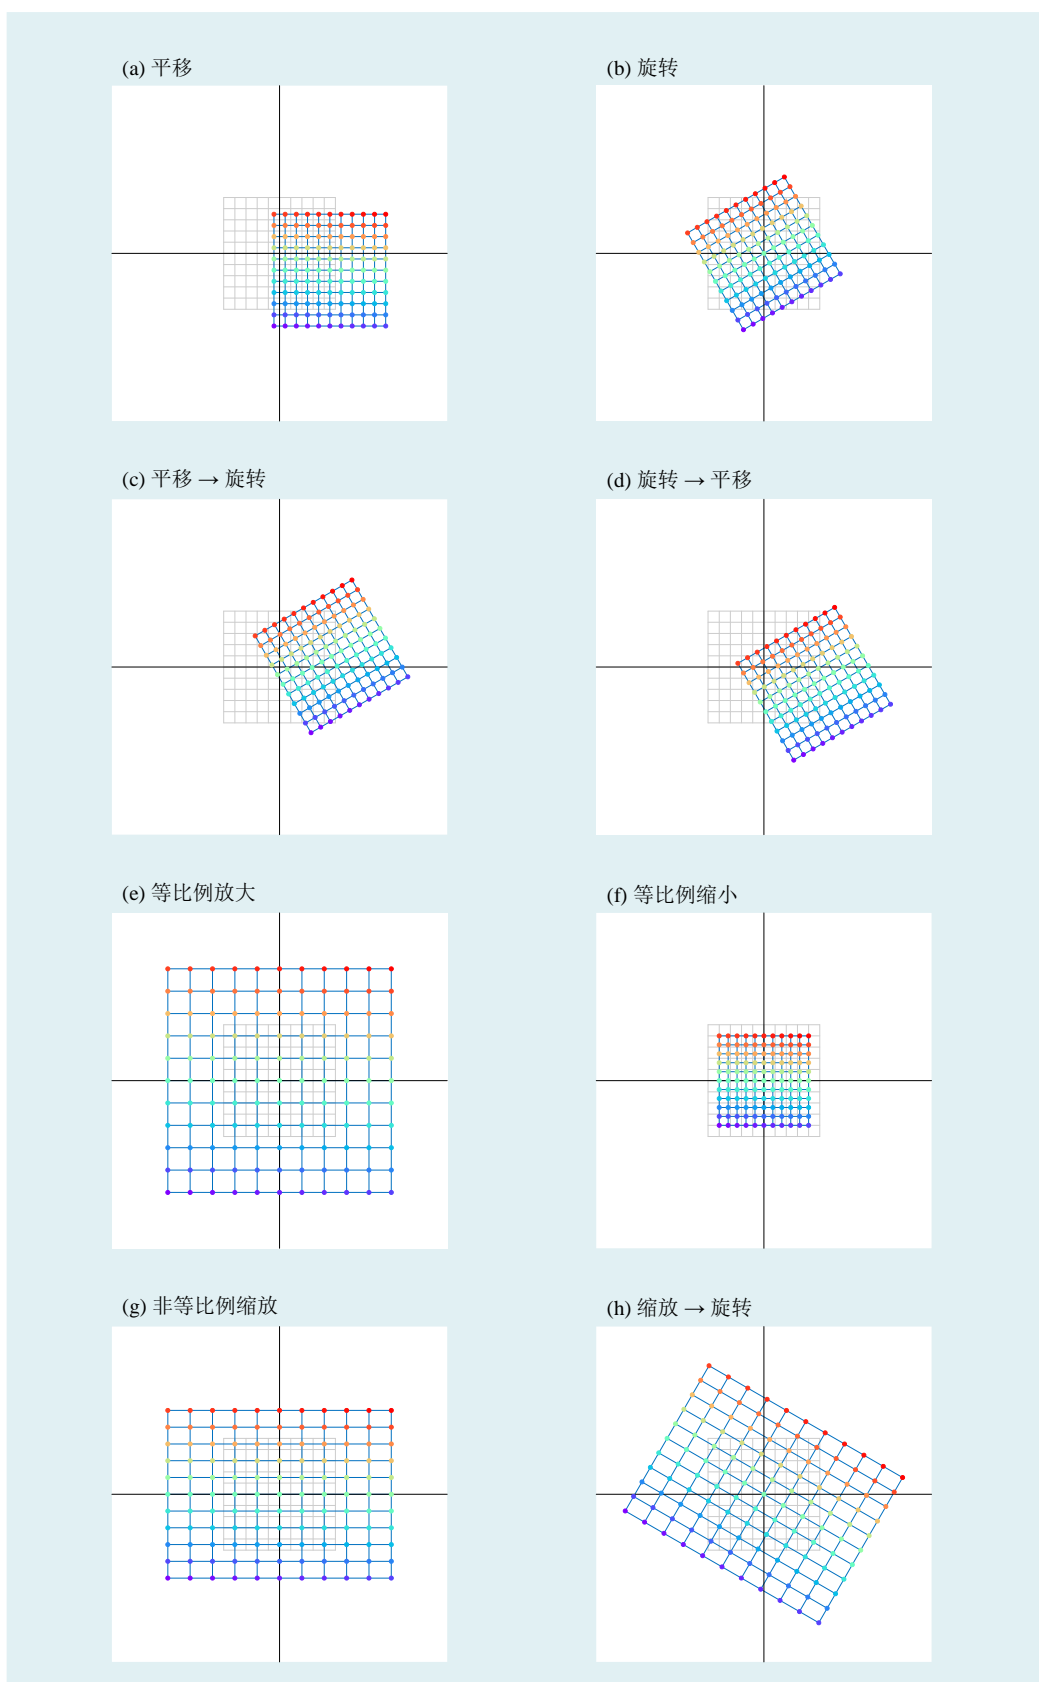 (a) 平移
(b) 旋转
(c) 平移 → 旋转
(d) 旋转 → 平移
(e) 等比例放大
(f) 等比例缩小
(g) 非等比例缩放
(h) 缩放 → 旋转